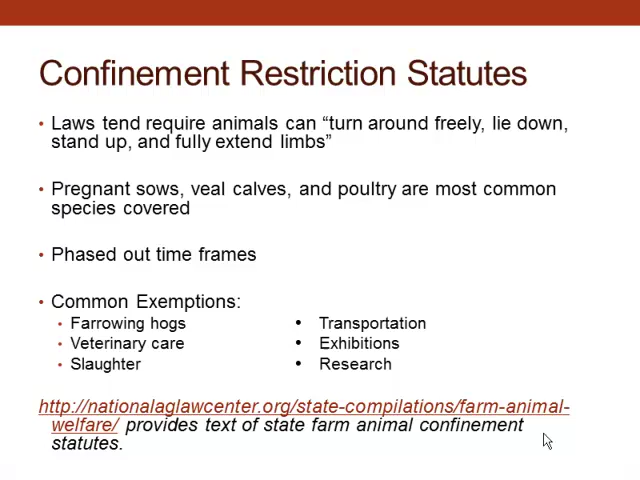 Confinement Restriction Statutes
• Laws tend require animals can “turn around freely, lie down,
stand up, and fully extend limbs”
• Pregnant sows, veal calves, and poultry are most common
species covered
• Phased out time frames
• Common Exemptions:
• Farrowing hogs
• Veterinary care
• Slaughter
• Transportation
• Exhibitions
• Research
http://nationalaglawcenter.org/state-compilations/farm-animal-
welfare/ provides text of state farm animal confinement
statutes.